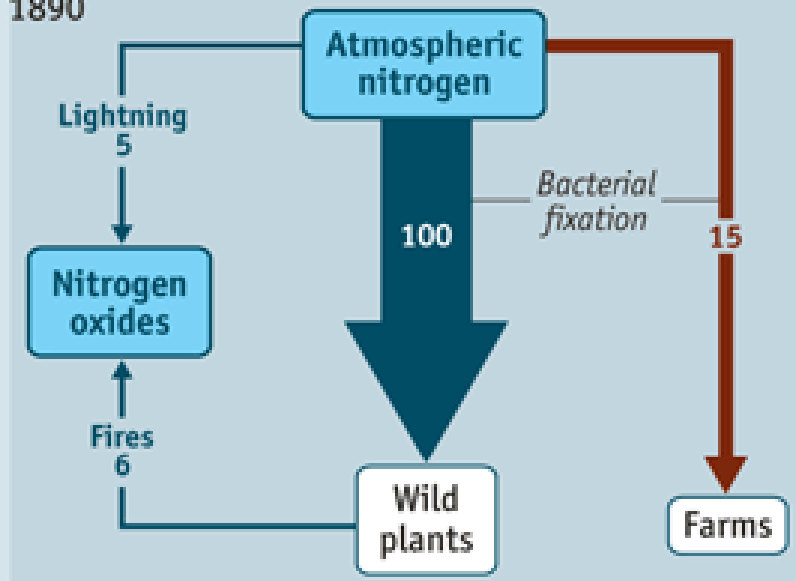 1890
Atmospheric
nitrogen
Lightning
5
Bacterial
fixation
100
15
Nitrogen
oxides
Fires
6
Wild
plants
Farms